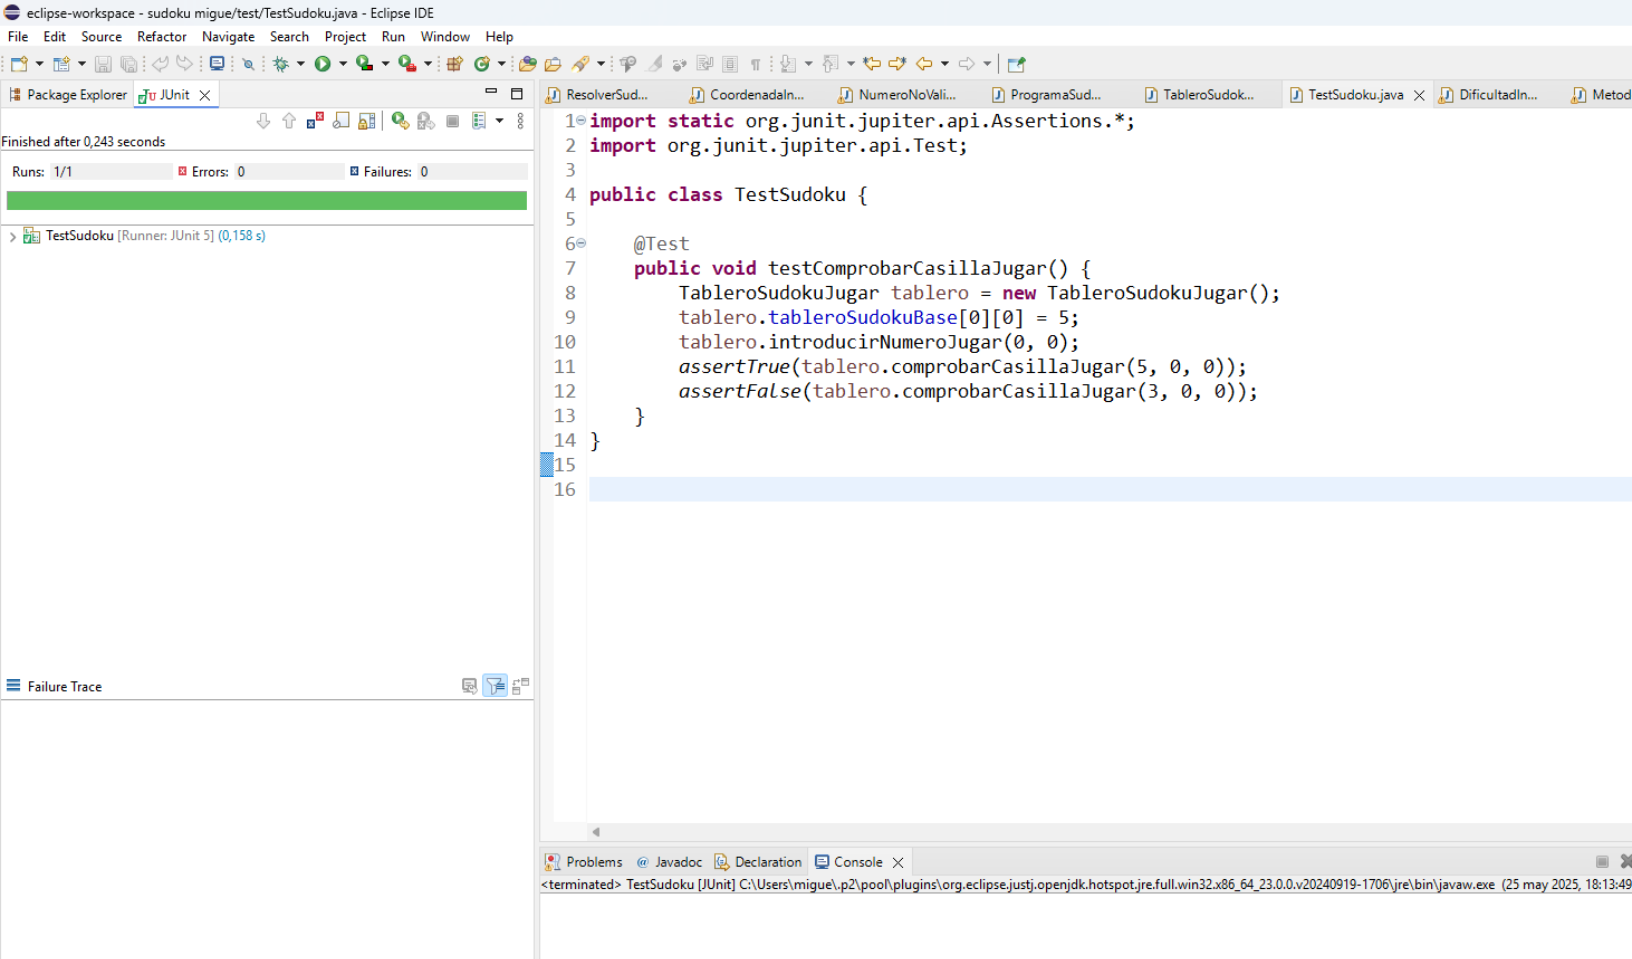 eclipse-workspace - sudoku migue/test/TestSudoku.java - Eclipse IDE
File Edit Source Refactor Navigate Search Project Run Window Help
Package Explorer JUnit
Finished after 0,243 seconds
Runs: 1/1 Errors: 0 Failures: 0
TestSudoku [Runner: JUnit 5] (0,158 s)
Failure Trace
ResolverSud... CoordenadaIn... NumeroNoVali... ProgramaSud... TableroSudok... TestSudoku.java DificultadIn... Metod
1 import static org.junit.jupiter.api.Assertions.*;
2 import org.junit.jupiter.api.Test;
3
4 public class TestSudoku {
5
6 @Test
7 public void testComprobarCasillaJugar() {
8 TableroSudokuJugar tablero = new TableroSudokuJugar();
9 tablero.tableroSudokuBase[0][0] = 5;
10 tablero.introducirNumeroJugar(0, 0);
11 assertTrue(tablero.comprobarCasillaJugar(5, 0, 0));
12 assertFalse(tablero.comprobarCasillaJugar(3, 0, 0));
13 }
14 }
15
16
Problems @ Javadoc Declaration Console
<terminated> TestSudoku [JUnit] C:\Users\migue\.p2\pool\plugins\org.eclipse.justj.openjdk.hotspot.jre.full.win32.x86_64_23.0.0.v20240919-1706\jre\bin\javaw.exe (25 may 2025, 18:13:49